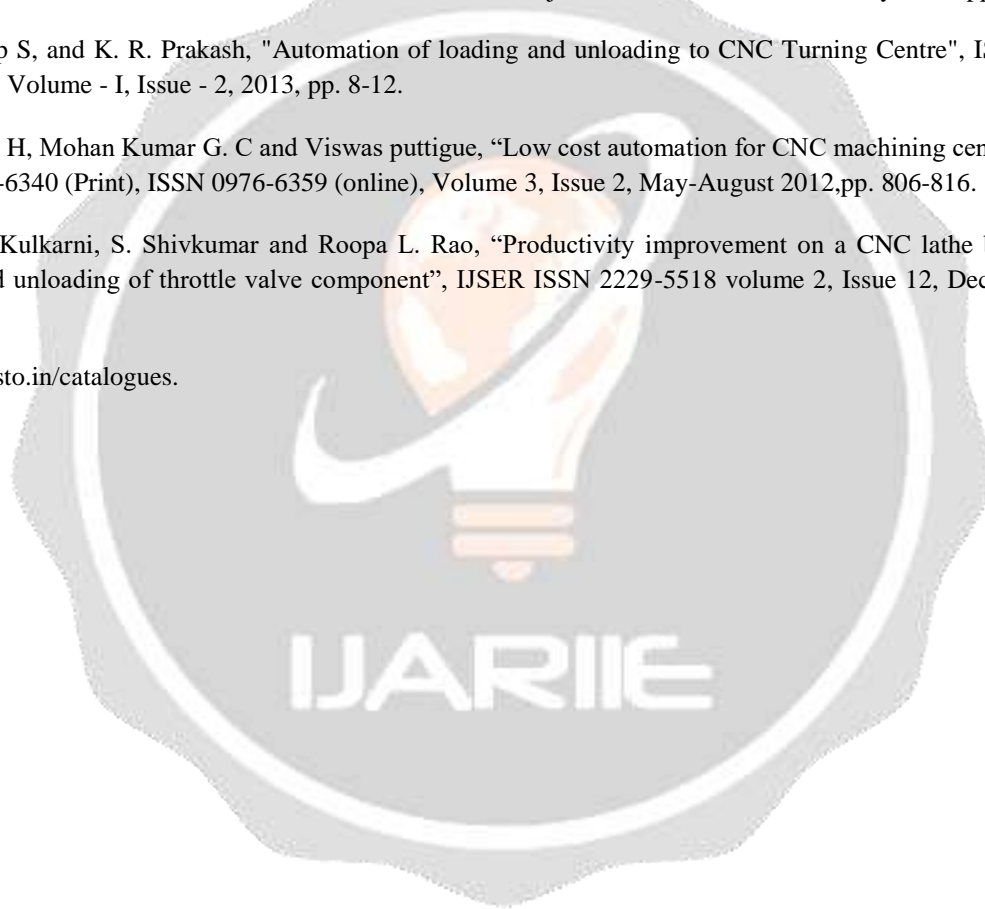 S, and K. R. Prakash, "Automation of loading and unloading to CNC Turning Centre",
Volume - I, Issue - 2, 2013, pp. 8-12.
H, Mohan Kumar G. C and Viswas puttigue, “Low cost automation for CNC machining
-6340 (Print), ISSN 0976-6359 (online), Volume 3, Issue 2, May-August 2012,pp. 806-816.
Kulkarni, S. Shivkumar and Roopa L. Rao, “Productivity improvement on a CNC lathe
unloading of throttle valve component”, IJSER ISSN 2229-5518 volume 2, Issue 12,
sto.in/catalogues.
IJARIIE